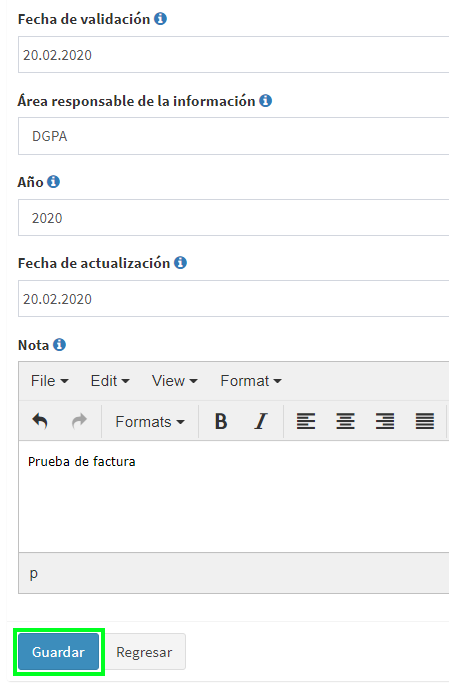 Fecha de validación
20.02.2020
Área responsable de la información
DGPA
Año
2020
Fecha de actualización
20.02.2020
Nota
File Edit View Format
Formats B I
Prueba de factura
p
Guardar Regresar